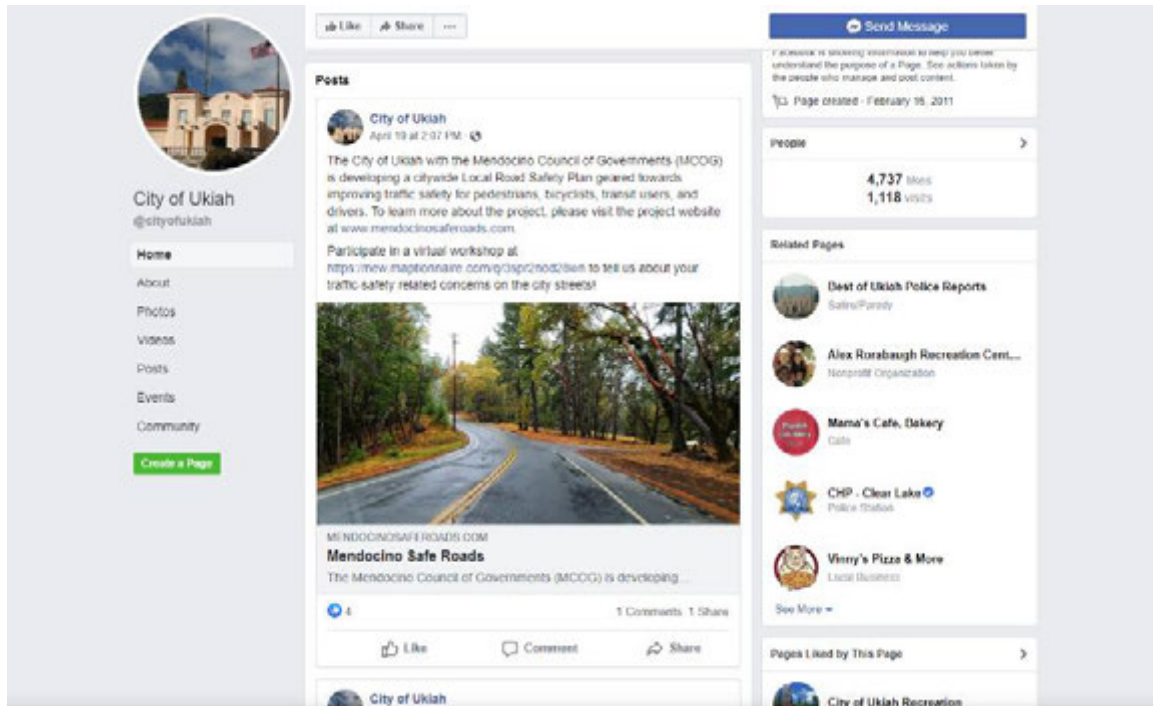 City of Ukiah
@cityofukiah
Home
About
Photos
Videos
Posts
Events
Community
Create a Page
Like Share ...
Posts
City of Ukiah
April 19 at 2:07 PM
The City of Ukiah with the Mendocino Council of Governments (MCOG)
is developing a citywide Local Road Safety Plan geared towards
improving traffic safety for pedestrians, bicyclists, transit users, and
drivers. To learn more about the project, please visit the project website
at www.mendocinosaferoads.com.
Participate in a virtual workshop at
to tell us about your
traffic-safety related concerns on the city streets!
MENDOCINOSAFEROADS.COM
Mendocino Safe Roads
The Mendocino Council of Governments (MCOG) is developing...
4
1 Comments 1 Share
Like Comment Share
City of Ukiah
Send Message
Facebook is showing information to help you better
understand the purpose of a Page. See actions taken by
the people who manage and post content.
Page created - February 16, 2011
People
4,737 likes
1,118 visits
Related Pages
Best of Ukiah Police Reports
Satire/Parody
Alex Rorabaugh Recreation Cent...
Nonprofit Organization
Mama's Cafe, Bakery
Cafe
CHP - Clear Lake
Police Station
Vinny's Pizza & More
Local Business
See More
Pages Liked by This Page
City of Ukiah Recreation